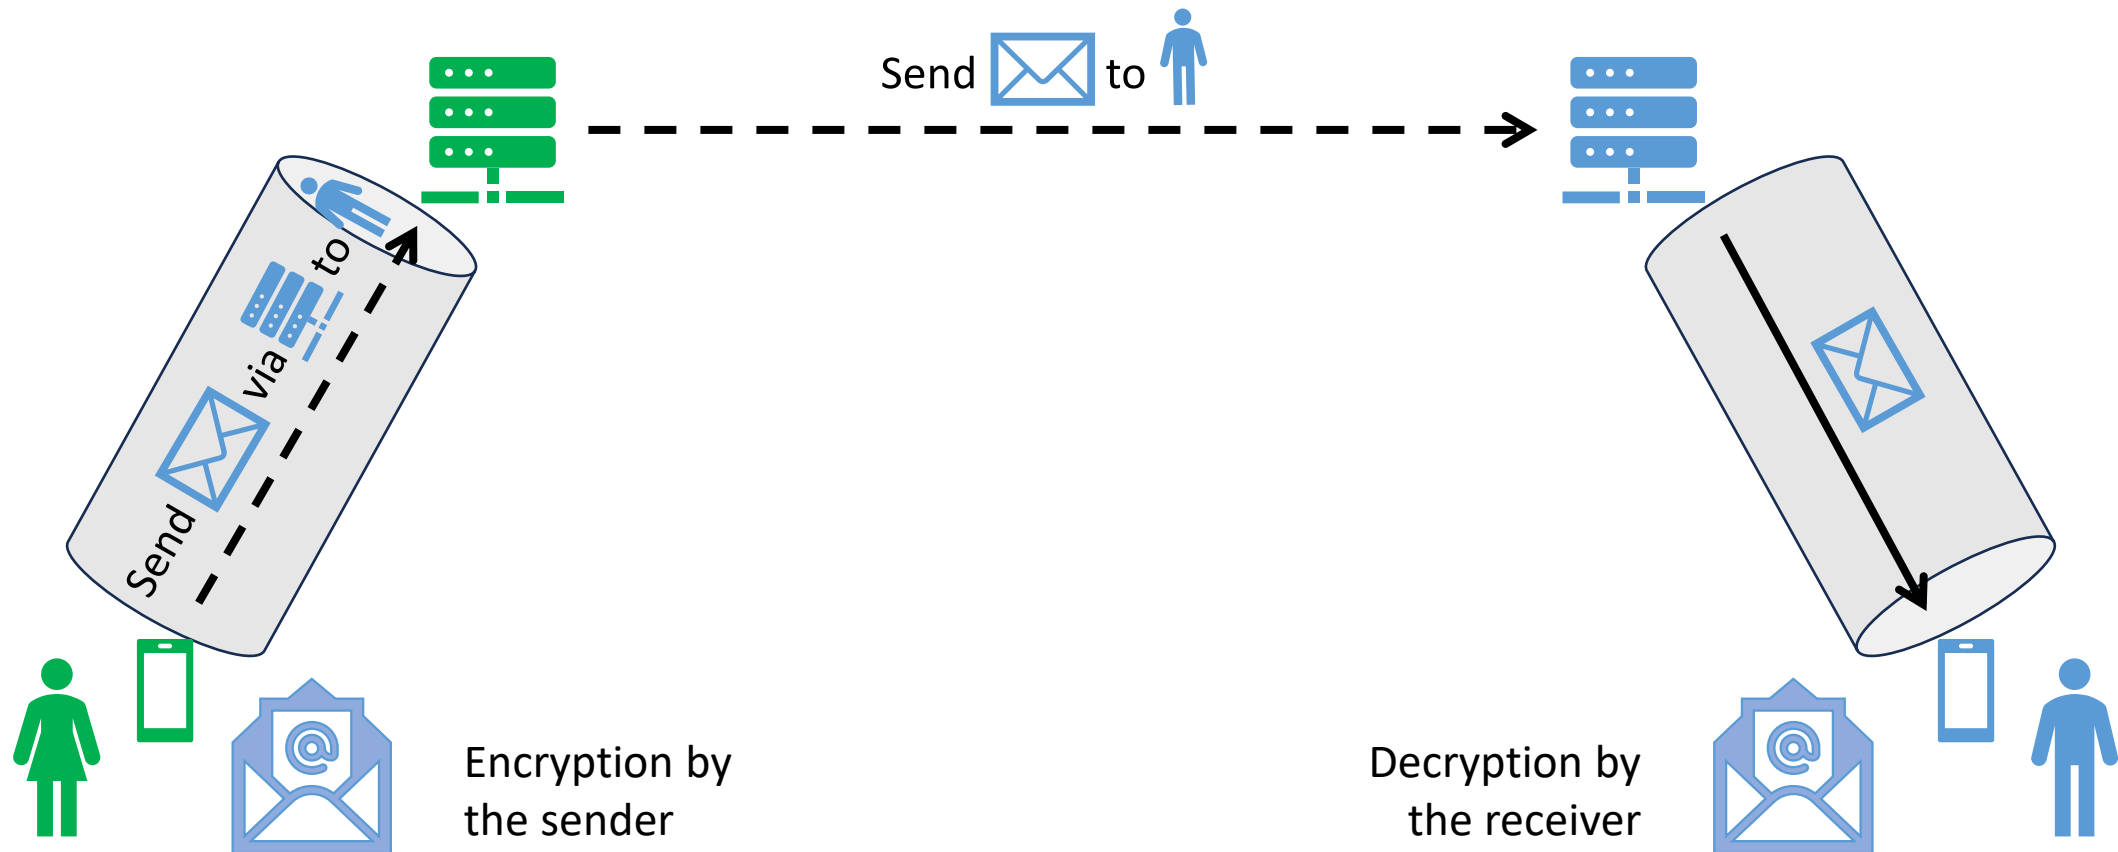 Send to
Send via to
@
Encryption by
the sender
@
Decryption by
the receiver